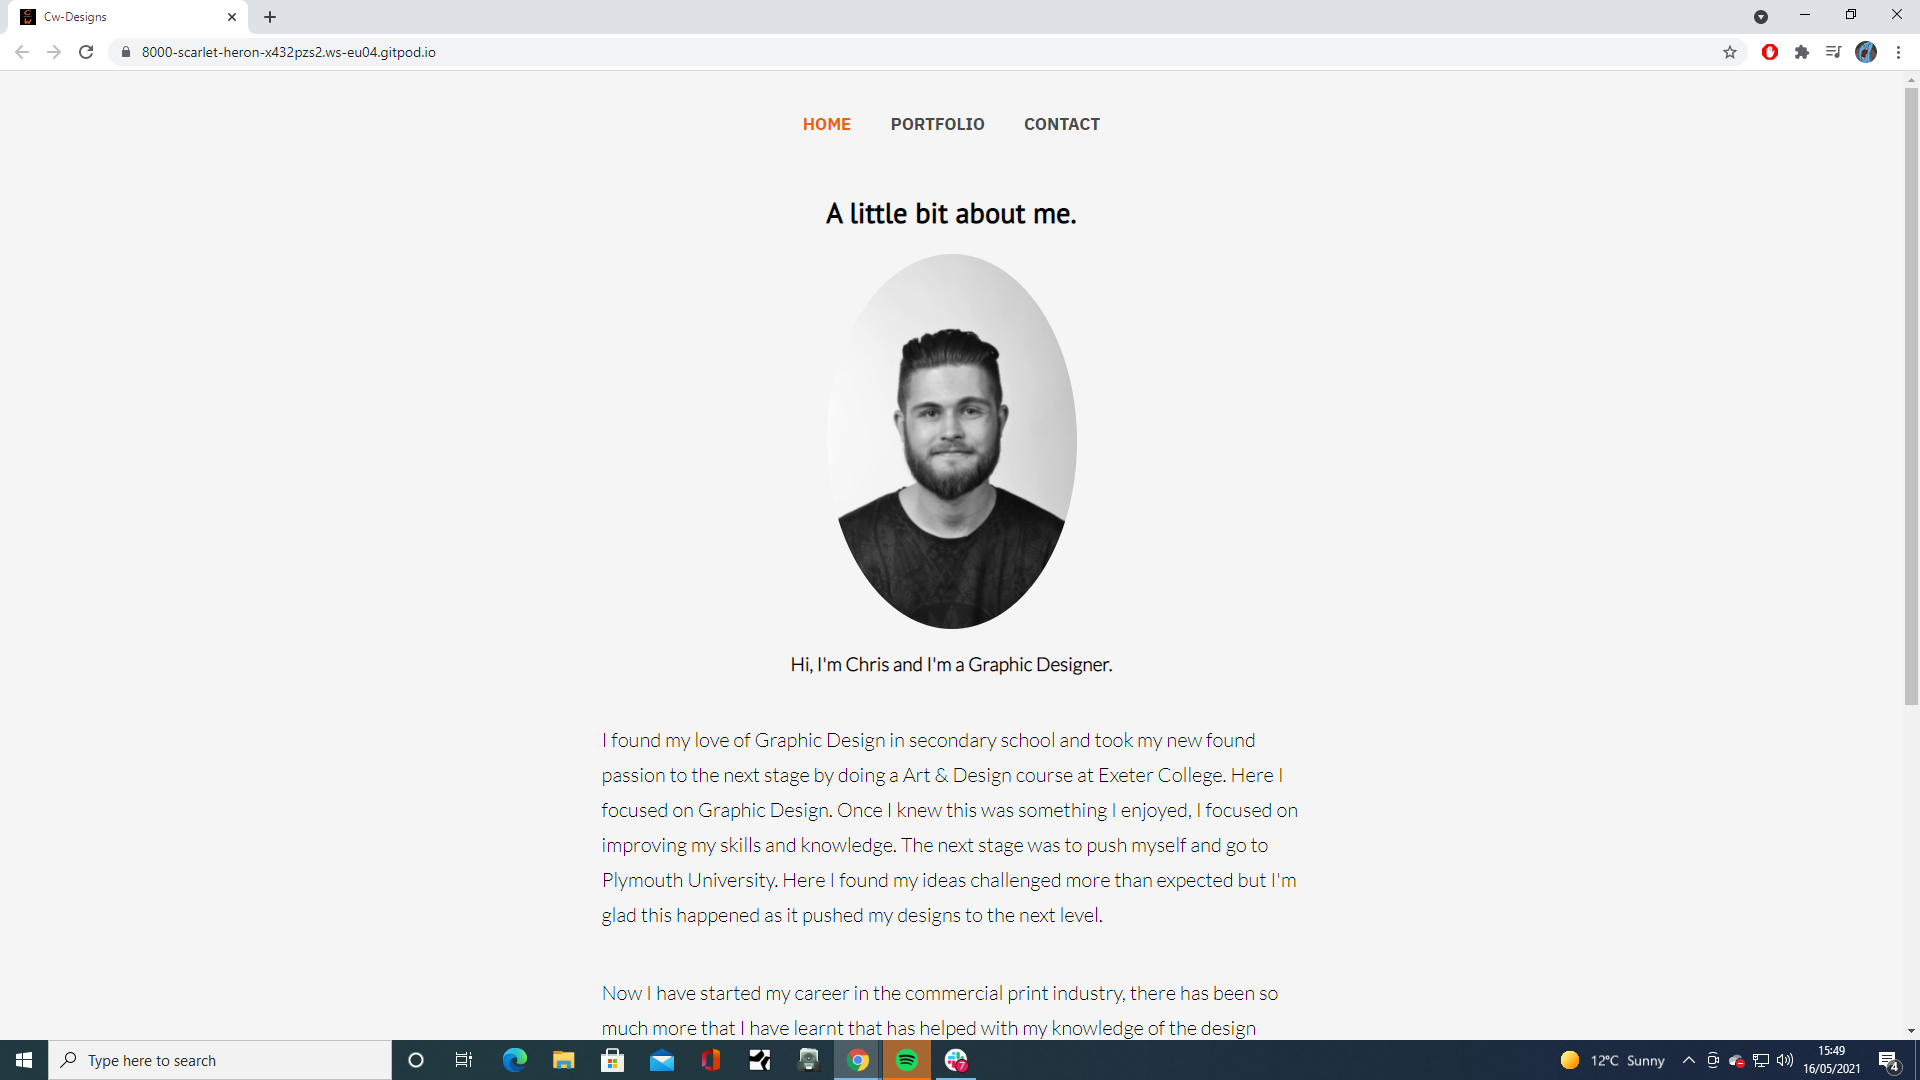 Cw-Designs
8000-scarlet-heron-x432pzs2.ws-eu04.gitpod.io
HOME PORTFOLIO CONTACT
A little bit about me.
Hi, I'm Chris and I'm a Graphic Designer.
I found my love of Graphic Design in secondary school and took my new found
passion to the next stage by doing a Art & Design course at Exeter College. Here I
focused on Graphic Design. Once I knew this was something I enjoyed, I focused on
improving my skills and knowledge. The next stage was to push myself and go to
Plymouth University. Here I found my ideas challenged more than expected but I'm
glad this happened as it pushed my designs to the next level.
Now I have started my career in the commercial print industry, there has been so
much more that I have learnt that has helped with my knowledge of the design
Type here to search
7
12°C Sunny
15:49
16/05/2021
4